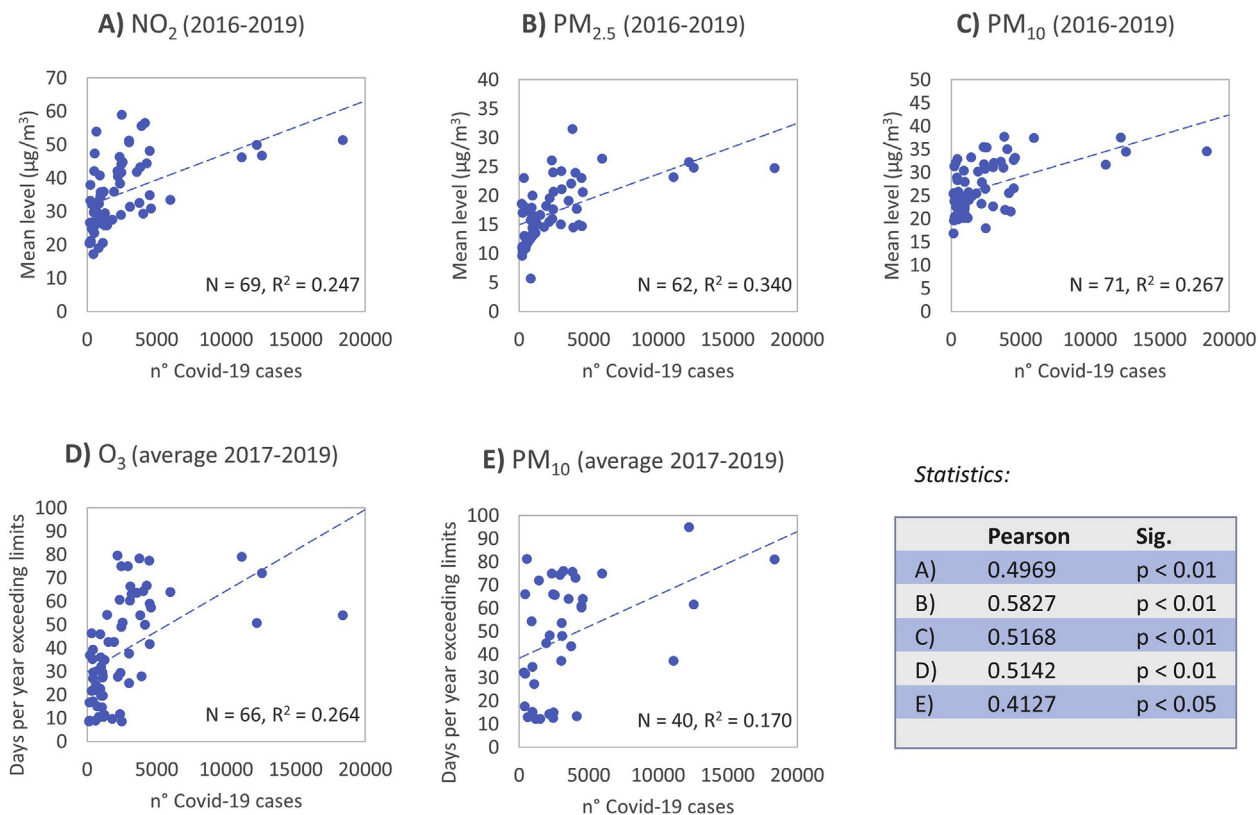 A) NO2 (2016-2019)
70
60
50
40
30
20
10
0
Mean level (µg/m³)
N = 69, R² = 0.247
0 5000 10000 15000 20000
n° Covid-19 cases
B) PM2.5 (2016-2019)
40
35
30
25
20
15
10
5
0
Mean level (µg/m³)
N = 62, R² = 0.340
0 5000 10000 15000 20000
n° Covid-19 cases
C) PM10 (2016-2019)
50
45
40
35
30
25
20
15
10
5
0
Mean level (µg/m³)
N = 71, R² = 0.267
0 5000 10000 15000 20000
n° Covid-19 cases
D) O3 (average 2017-2019)
100
90
80
70
60
50
40
30
20
10
0
Days per year exceeding limits
N = 66, R² = 0.264
0 5000 10000 15000 20000
n° Covid-19 cases
E) PM10 (average 2017-2019)
100
90
80
70
60
50
40
30
20
10
0
Days per year exceeding limits
N = 40, R² = 0.170
0 5000 10000 15000 20000
n° Covid-19 cases
Statistics:
Pearson Sig.
A) 0.4969 p < 0.01
B) 0.5827 p < 0.01
C) 0.5168 p < 0.01
D) 0.5142 p < 0.01
E) 0.4127 p < 0.05